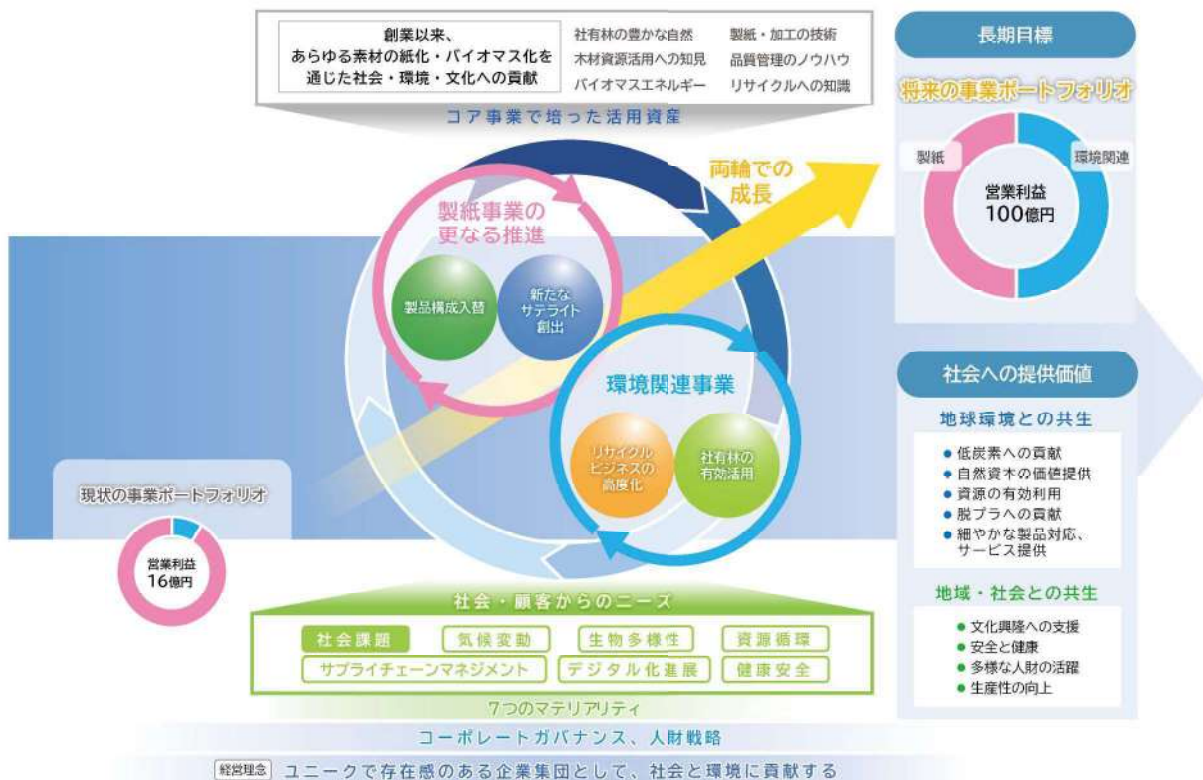 創業以来、
あらゆる素材の紙化・バイオマス化を
通じた社会・環境・文化への貢献
社有林の豊かな自然
木材資源活用への知見
バイオマスエネルギー
製紙・加工の技術
品質管理のノウハウ
リサイクルへの知識
コア事業で培った活用資産
両輪での
成長
製紙事業の
更なる推進
製品構成入替
新たな
サテライト
創出
環境関連事業
リサイクル
ビジネスの
高度化
社有林の
有効活用
現状の事業ポートフォリオ
営業利益
16億円
社会・顧客からのニーズ
社会課題
気候変動
生物多様性
資源循環
サプライチェーンマネジメント
デジタル化進展
健康安全
7つのマテリアリティ
コーポレートガバナンス、人財戦略
経営理念 ユニークで存在感のある企業集団として、社会と環境に貢献する
長期目標
将来の事業ポートフォリオ
製紙
環境関連
営業利益
100億円
社会への提供価値
地球環境との共生
●低炭素への貢献
●自然資本の価値提供
●資源の有効利用
●脱プラへの貢献
●細やかな製品対応、
サービス提供
地域・社会との共生
●文化興隆への支援
●安全と健康
●多様な人財の活躍
●生産性の向上